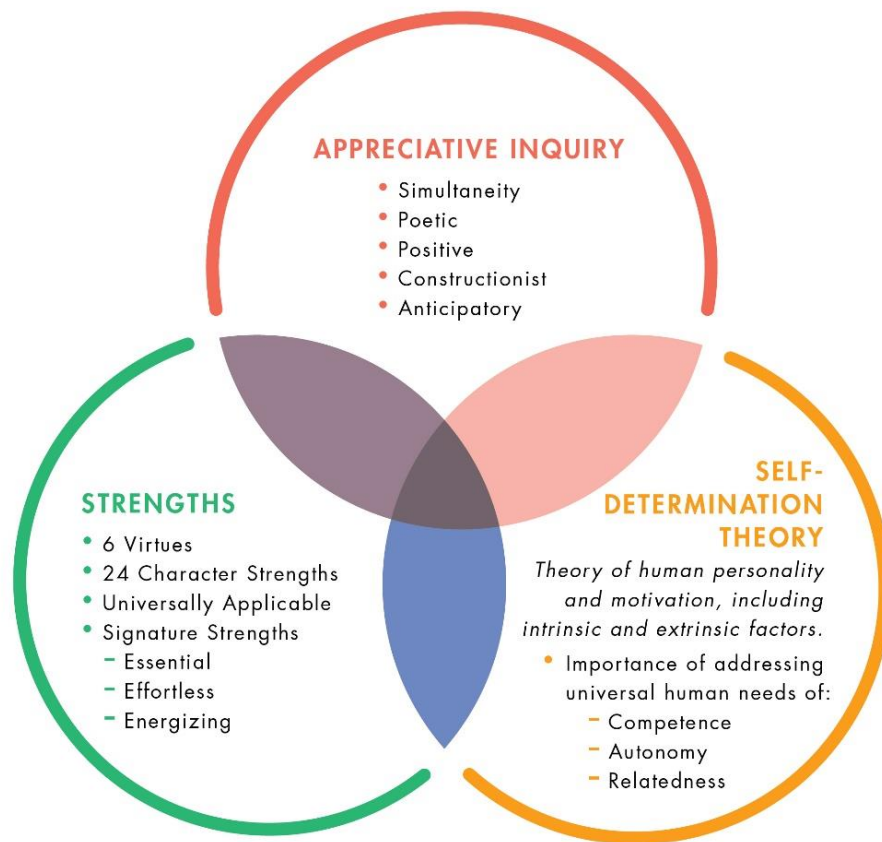 APPRECIATIVE INQUIRY
• Simultaneity
• Poetic
• Positive
• Constructionist
• Anticipatory
STRENGTHS
• 6 Virtues
• 24 Character Strengths
• Universally Applicable
• Signature Strengths
– Essential
– Effortless
– Energizing
SELF-
DETERMINATION
THEORY
Theory of human personality
and motivation, including
intrinsic and extrinsic factors.
• Importance of addressing
universal human needs of:
– Competence
– Autonomy
– Relatedness